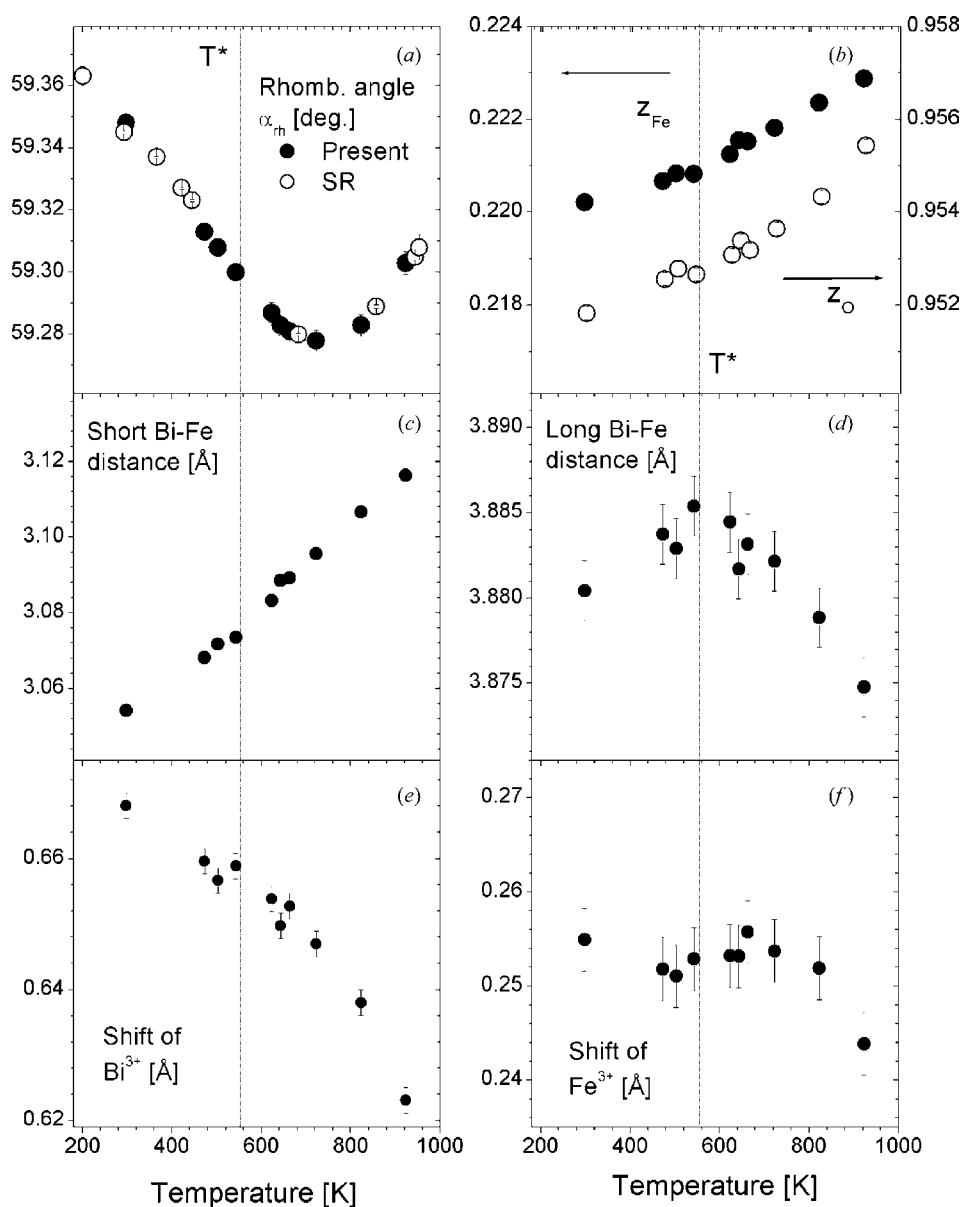 (a)
T*
Rhomb. angle
α_rh [deg.]
Present
SR
59.36
59.34
59.32
59.30
59.28
(b)
0.224
0.222
0.220
0.218
0.958
0.956
0.954
0.952
z_Fe
z_O
T*
(c)
Short Bi-Fe
distance [Å]
3.12
3.10
3.08
3.06
(d)
Long Bi-Fe
distance [Å]
3.890
3.885
3.880
3.875
(e)
0.66
0.64
0.62
Shift of
Bi³⁺ [Å]
200 400 600 800 1000
Temperature [K]
(f)
0.27
0.26
0.25
0.24
Shift of
Fe³⁺ [Å]
200 400 600 800 1000
Temperature [K]